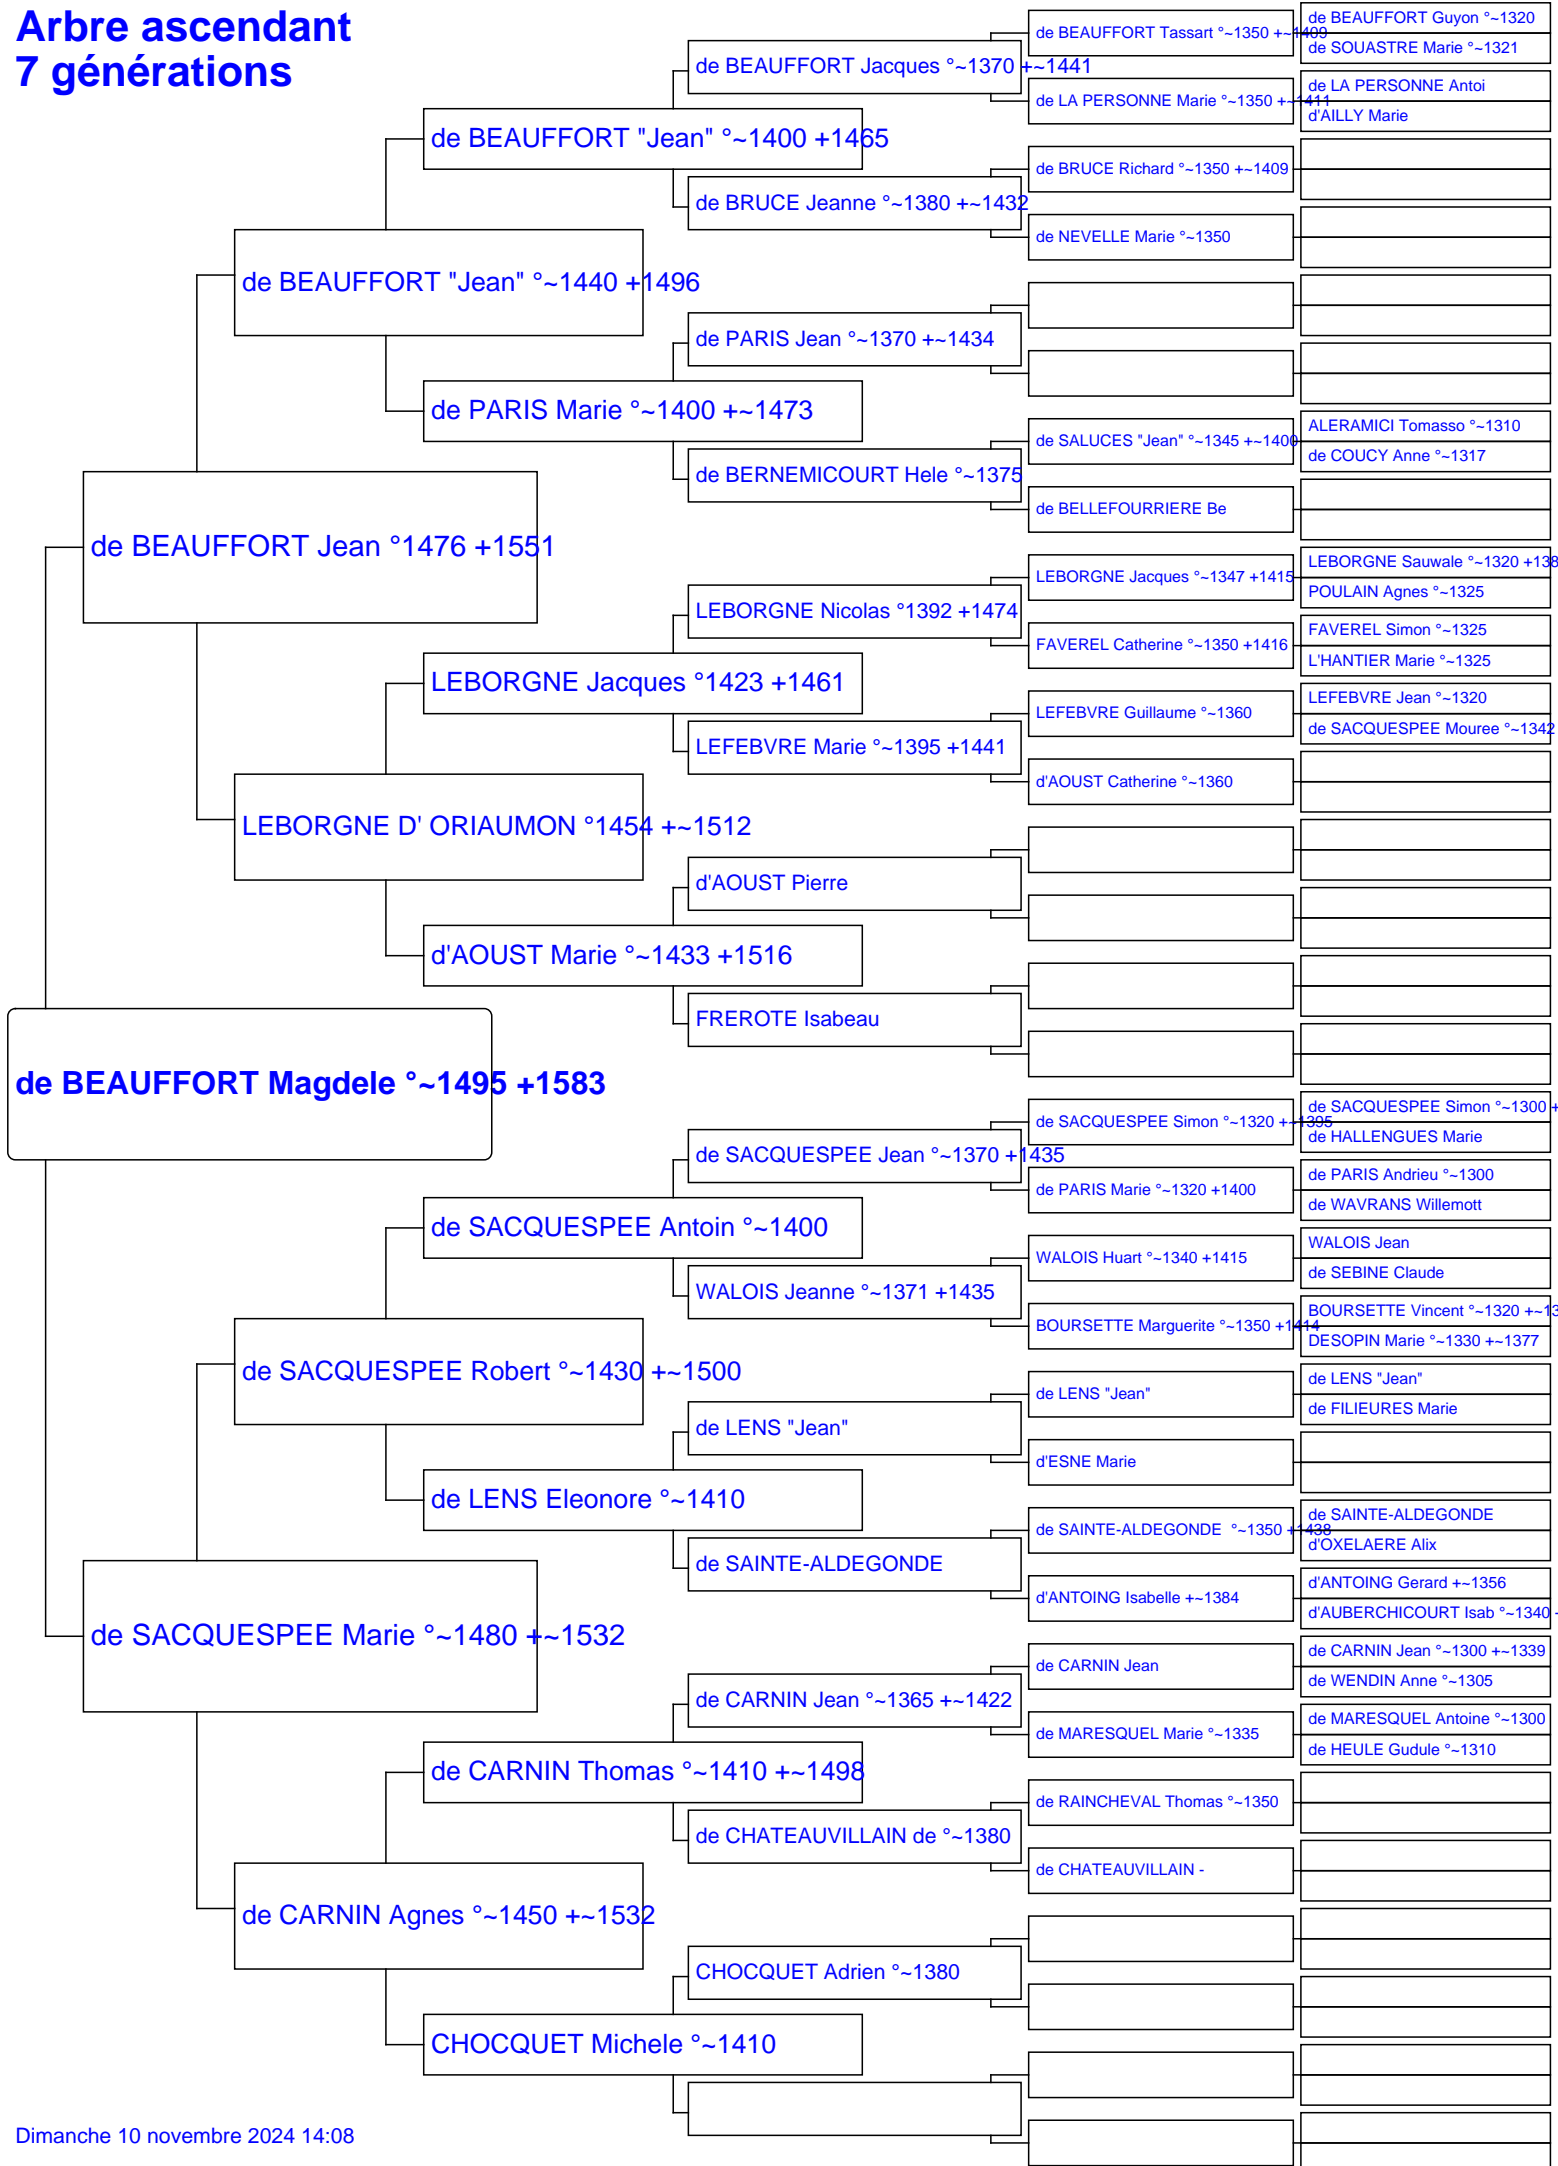 Arbre ascendant
7 générations
de BEAUFFORT Magdele °~1495 +1583
de BEAUFFORT Jean °1476 +1551
de SACQUESPEE Marie °~1480 +~1532
de BEAUFFORT "Jean" °~1440 +1496
LEBORGNE D' ORIAUMON °1454 +~1512
de SACQUESPEE Robert °~1430 +~1500
de CARNIN Agnes °~1450 +~1532
de BEAUFFORT "Jean" °~1400 +1465
de PARIS Marie °~1400 +~1473
LEBORGNE Jacques °1423 +1461
d'AOUST Marie °~1433 +1516
de SACQUESPEE Antoin °~1400
de LENS Eleonore °~1410
de CARNIN Thomas °~1410 +~1498
CHOCQUET Michele °~1410
de BEAUFFORT Jacques °~1370 +~1441
de BRUCE Jeanne °~1380 +~1432
de PARIS Jean °~1370 +~1434
de BERNEMICOURT Hele °~1375
LEBORGNE Nicolas °1392 +1474
LEFEBVRE Marie °~1395 +1441
d'AOUST Pierre
FREROTE Isabeau
de SACQUESPEE Jean °~1370 +1435
WALOIS Jeanne °~1371 +1435
de LENS "Jean"
de SAINTE-ALDEGONDE
de CARNIN Jean °~1365 +~1422
de CHATEAUVILLAIN de °~1380
CHOCQUET Adrien °~1380
de BEAUFFORT Tassart °~1350 +~1409
de LA PERSONNE Marie °~1350 +~1411
de BRUCE Richard °~1350 +~1409
de NEVELLE Marie °~1350
de SALUCES "Jean" °~1345 +~1400
de BELLEFOURRIERE Be
LEBORGNE Jacques °~1347 +1415
FAVEREL Catherine °~1350 +1416
LEFEBVRE Guillaume °~1360
d'AOUST Catherine °~1360
de SACQUESPEE Simon °~1320 +~1395
de PARIS Marie °~1320 +1400
WALOIS Huart °~1340 +1415
BOURSETTE Marguerite °~1350 +1414
de LENS "Jean"
d'ESNE Marie
de SAINTE-ALDEGONDE °~1350 +1438
d'ANTOING Isabelle +~1384
de CARNIN Jean
de MARESQUEL Marie °~1335
de RAINCHEVAL Thomas °~1350
de CHATEAUVILLAIN -
de BEAUFFORT Guyon °~1320
de SOUASTRE Marie °~1321
de LA PERSONNE Antoi
d'AILLY Marie
ALERAMICI Tomasso °~1310
de COUCY Anne °~1317
LEBORGNE Sauwale °~1320 +138
POULAIN Agnes °~1325
FAVEREL Simon °~1325
L'HANTIER Marie °~1325
LEFEBVRE Jean °~1320
de SACQUESPEE Mouree °~1342
de SACQUESPEE Simon °~1300 +
de HALLENGUES Marie
de PARIS Andrieu °~1300
de WAVRANS Willemott
WALOIS Jean
de SEBINE Claude
BOURSETTE Vincent °~1320 +~13
DESOPIN Marie °~1330 +~1377
de LENS "Jean"
de FILIEURES Marie
de SAINTE-ALDEGONDE
d'OXELAERE Alix
d'ANTOING Gerard +~1356
d'AUBERCHICOURT Isab °~1340
de CARNIN Jean °~1300 +~1339
de WENDIN Anne °~1305
de MARESQUEL Antoine °~1300
de HEULE Gudule °~1310
Dimanche 10 novembre 2024 14:08